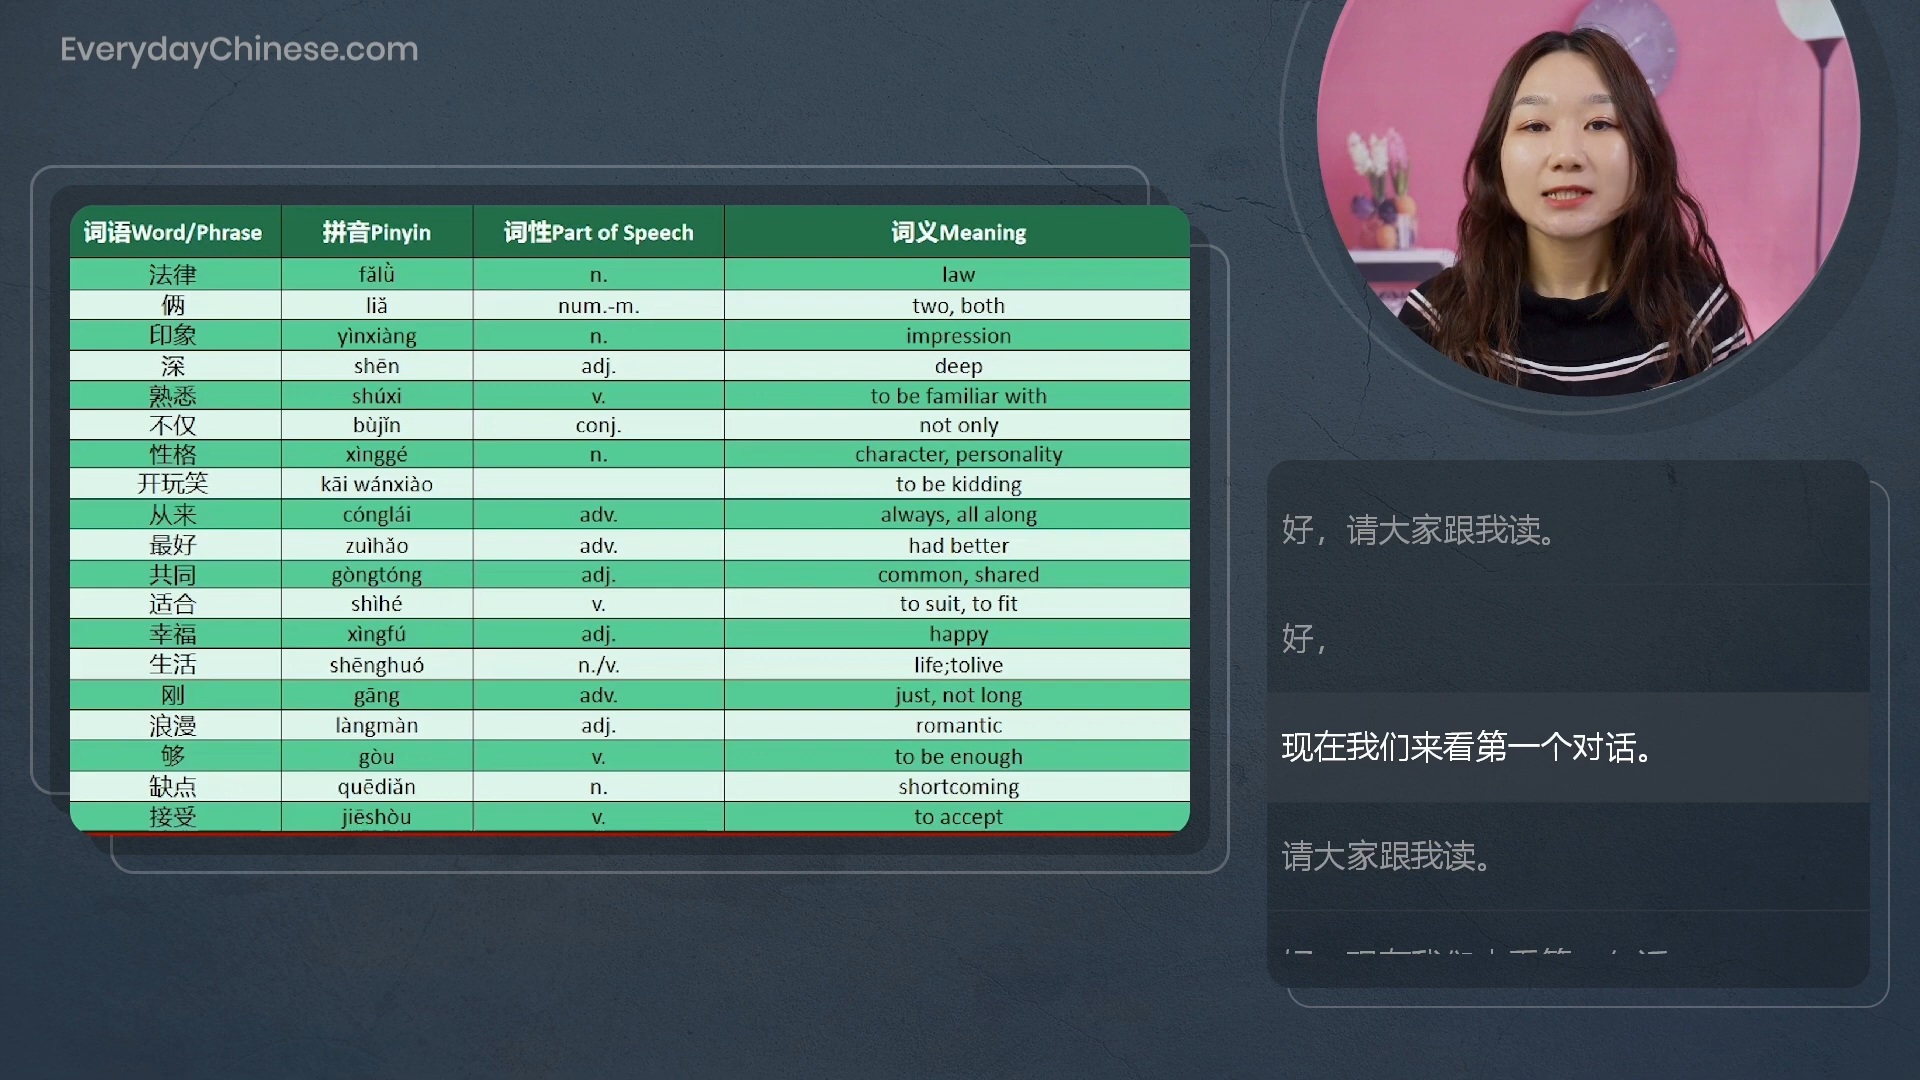 EverydayChinese.com
词语Word/Phrase 拼音Pinyin 词性Part of Speech 词义Meaning
法律 fǎlǜ n. law
俩 liǎ num.-m. two, both
印象 yìnxiàng n. impression
深 shēn adj. deep
熟悉 shúxi v. to be familiar with
不仅 bùjǐn conj. not only
性格 xìnggé n. character, personality
开玩笑 kāi wánxiào to be kidding
从来 cónglái adv. always, all along
最好 zuìhǎo adv. had better
共同 gòngtóng adj. common, shared
适合 shìhé v. to suit, to fit
幸福 xìngfú adj. happy
生活 shēnghuó n./v. life;tolive
刚 gāng adv. just, not long
浪漫 làngmàn adj. romantic
够 gòu v. to be enough
缺点 quēdiǎn n. shortcoming
接受 jiēshòu v. to accept
好，请大家跟我读。
好，
现在我们来看第一个对话。
请大家跟我读。